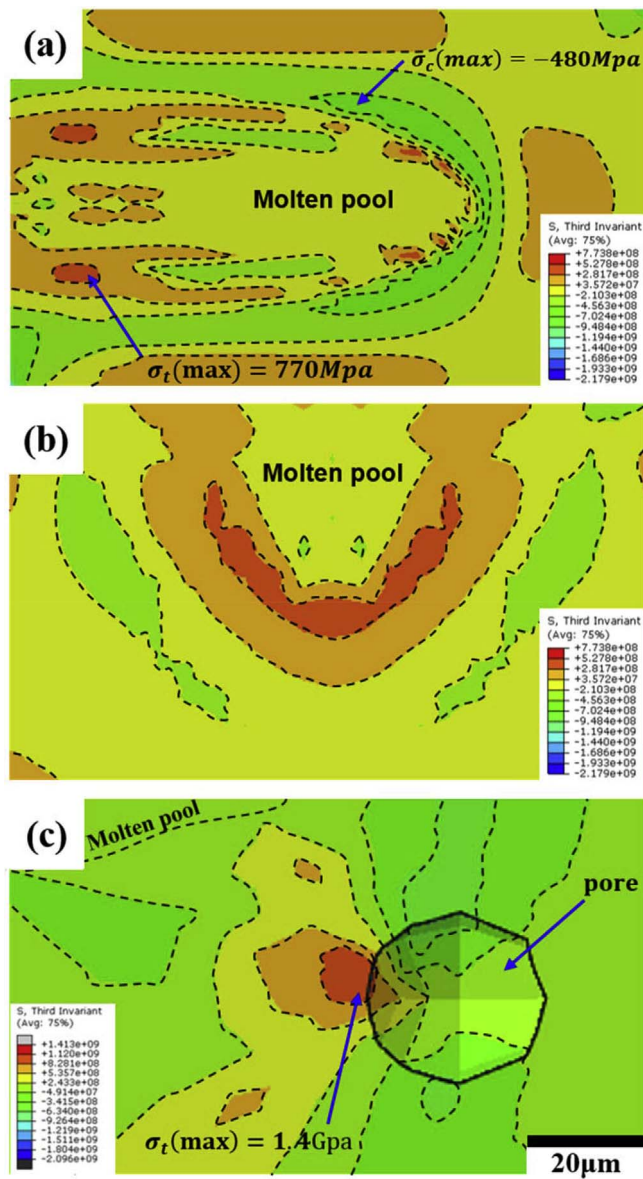 (a)
σc(max) = −480Mpa
Molten pool
S, Third Invariant
(Avg: 75%)
+7.738e+08
+5.278e+08
+2.817e+08
+3.572e+07
-2.103e+08
-4.563e+08
-7.024e+08
-9.484e+08
-1.194e+09
-1.440e+09
-1.686e+09
-1.933e+09
-2.179e+09
σt(max) = 770Mpa
(b)
Molten pool
S, Third Invariant
(Avg: 75%)
+7.738e+08
+5.278e+08
+2.817e+08
+3.572e+07
-2.103e+08
-4.563e+08
-7.024e+08
-9.484e+08
-1.194e+09
-1.440e+09
-1.686e+09
-1.933e+09
-2.179e+09
(c)
Molten pool
pore
S, Third Invariant
(Avg: 75%)
+1.413e+09
+1.120e+09
+8.281e+08
+5.357e+08
+2.433e+08
-4.914e+07
-3.415e+08
-6.340e+08
-9.264e+08
-1.219e+09
-1.511e+09
-1.804e+09
-2.096e+09
σt(max) = 1.4Gpa
20μm